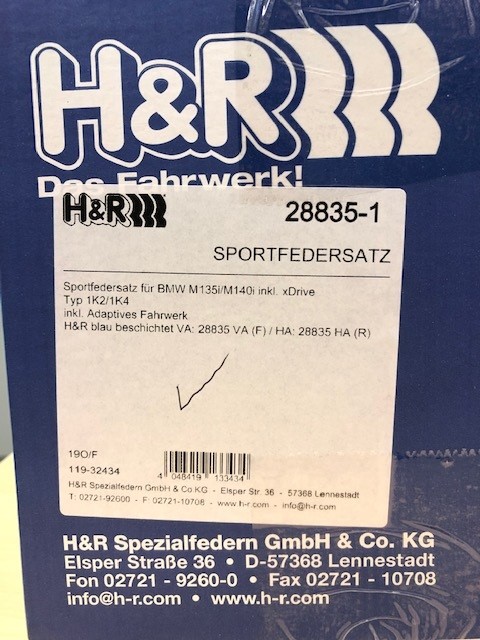 H&R
Das Fahrwerk!
H&R
28835-1
SPORTFEDERSATZ
Sportfedersatz für BMW M135I/M140i inkl. xDrive
Typ 1K2/1K4
inkl. Adaptives Fahrwerk
H&R blau beschichtet VA: 28835 VA (F) / HA: 28835 HA (R)
19O/F
119-32434
4 048419 133434
H&R Spezialfedern GmbH & Co.KG - Elsper Str. 36 - 57368 Lennestadt
T: 02721-92600 - F: 02721-10708 - www.h-r.com - info@h-r.com
H&R Spezialfedern GmbH & Co. KG
Elsper Straße 36 • D-57368 Lennestadt
Fon 02721 - 9260-0 • Fax 02721 - 10708
info@h-r.com • www.h-r.com